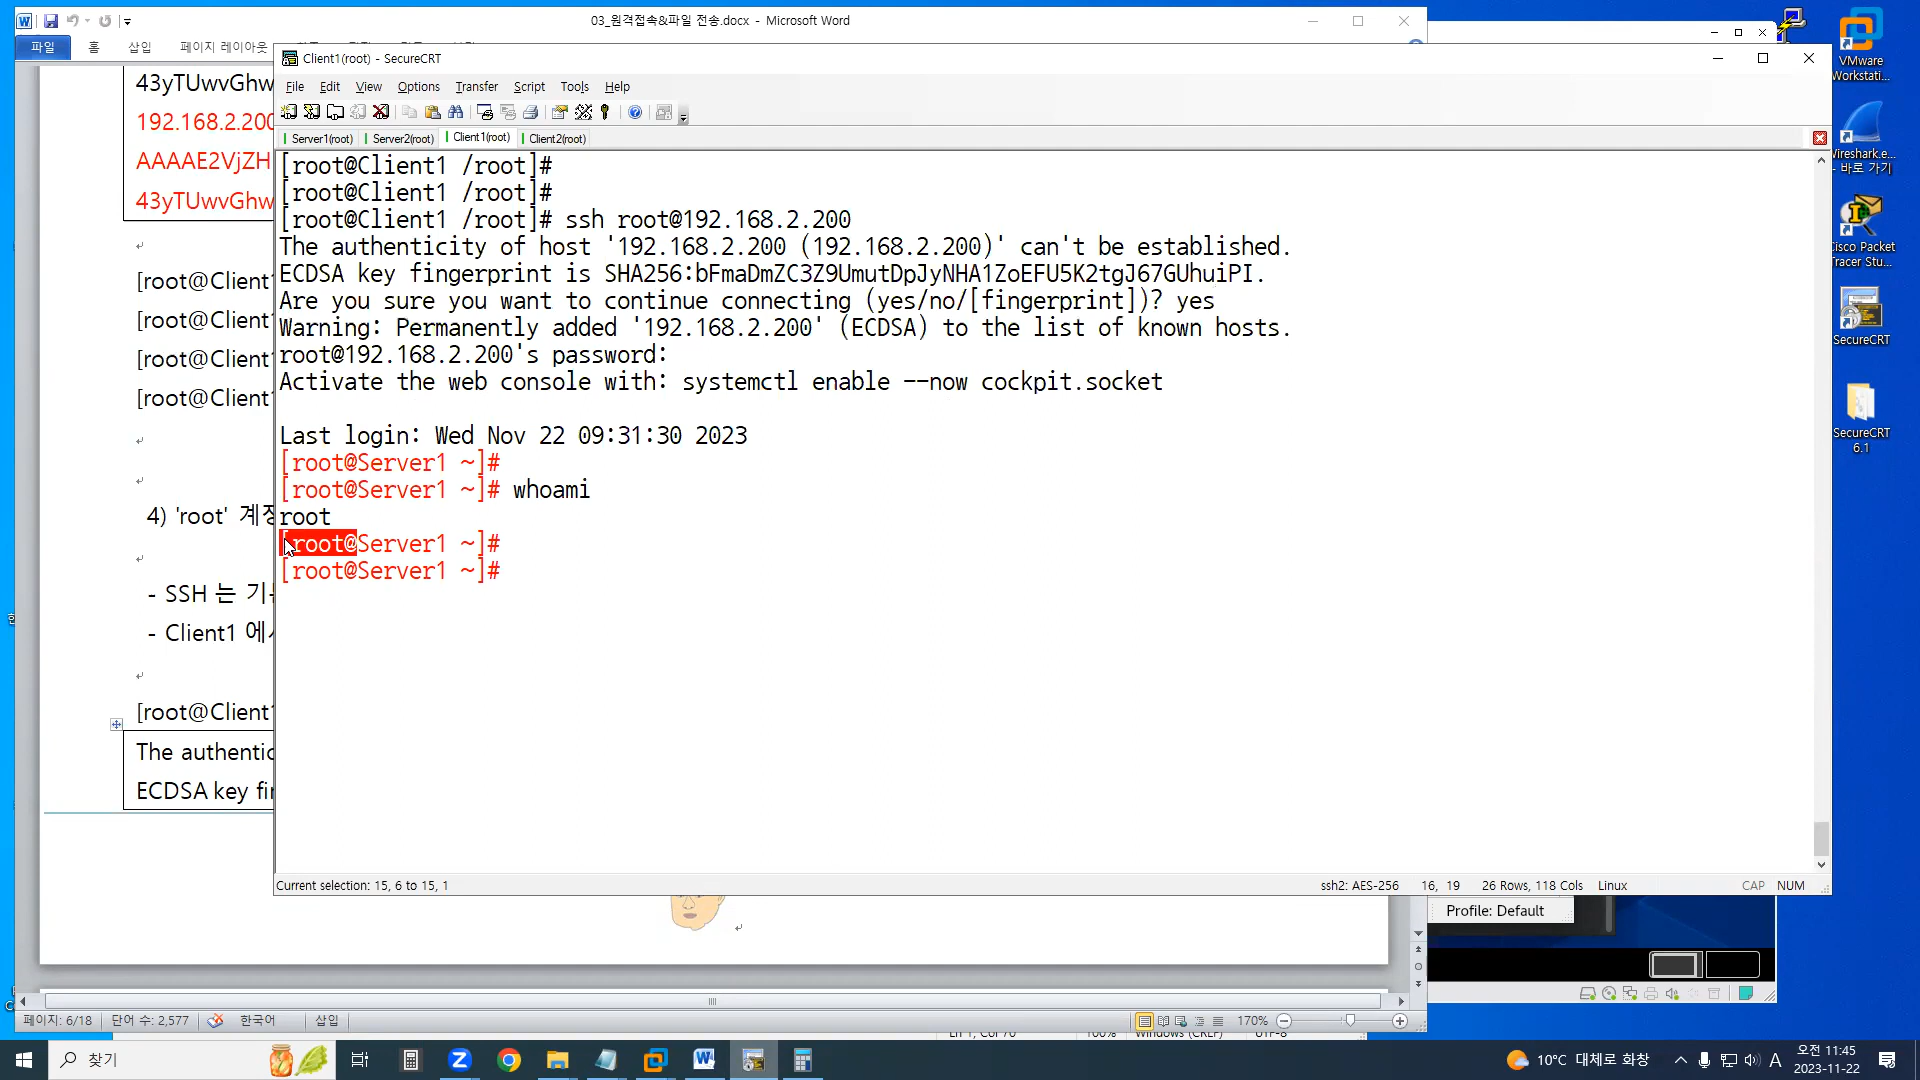 03_원격접속&파일 전송.docx - Microsoft Word
파일 홈 삽입 페이지 레이아웃
Client1(root) - SecureCRT
File Edit View Options Transfer Script Tools Help
Server1(root) Server2(root) Client1(root) Client2(root)
[root@Client1 /root]#
[root@Client1 /root]#
[root@Client1 /root]# ssh root@192.168.2.200
The authenticity of host '192.168.2.200 (192.168.2.200)' can't be established.
ECDSA key fingerprint is SHA256:bFmaDmZC3Z9UmutDpJyNHA1ZoEFU5K2tgJ67GUhuiPI.
Are you sure you want to continue connecting (yes/no/[fingerprint])? yes
Warning: Permanently added '192.168.2.200' (ECDSA) to the list of known hosts.
root@192.168.2.200's password:
Activate the web console with: systemctl enable --now cockpit.socket
Last login: Wed Nov 22 09:31:30 2023
[root@Server1 ~]#
[root@Server1 ~]# whoami
root
[root@Server1 ~]#
[root@Server1 ~]#
Current selection: 15, 6 to 15, 1
ssh2: AES-256 16, 19 26 Rows, 118 Cols Linux CAP NUM
43yTUwvGhw
192.168.2.200
AAAAE2VjZH
43yTUwvGhw
[root@Client1
[root@Client1
[root@Client1
[root@Client1
4) 'root' 계정
- SSH 는 기
- Client1 에
[root@Client1
The authentic
ECDSA key fin
VMware
Workstati...
Wireshark.e...
- 바로 가기
Cisco Packet
Tracer Stu...
SecureCRT
SecureCRT
6.1
Profile: Default
페이지: 6/18 단어 수: 2,577 한국어 삽입 170%
100% Windows (CRLF) UTF-8
찾기
10°C 대체로 화창
A
오전 11:45
2023-11-22